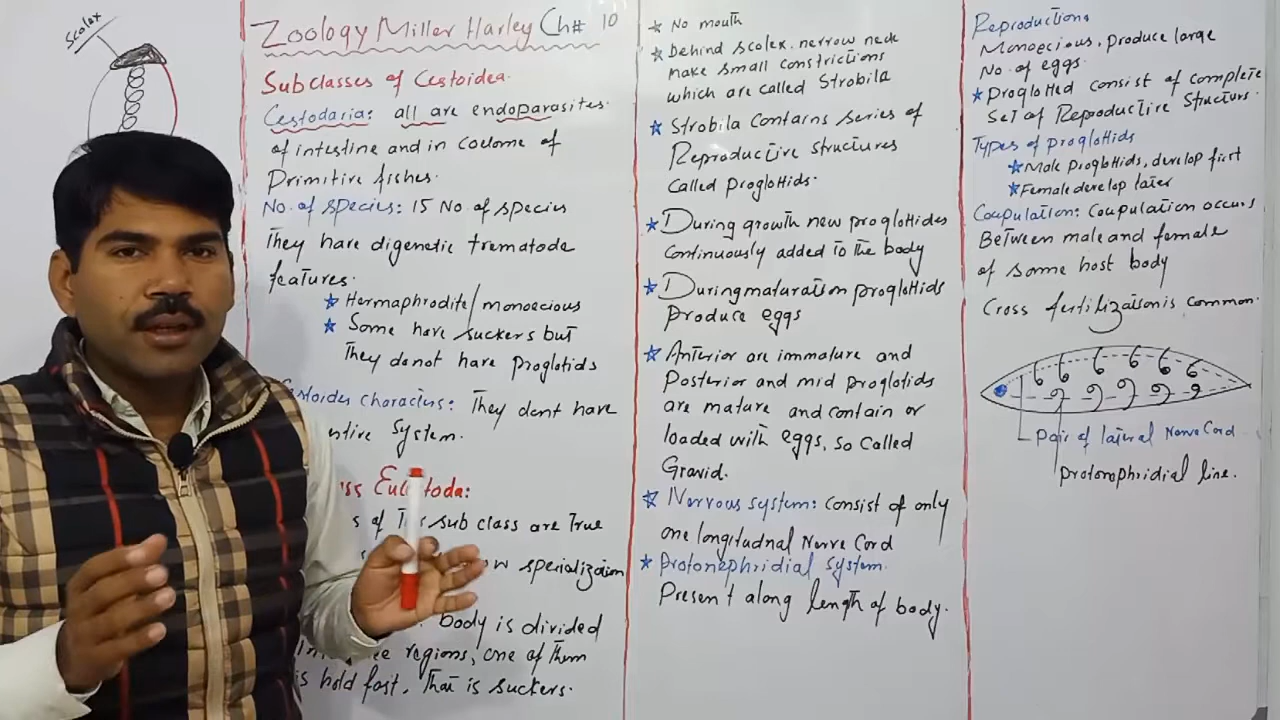 Scolex
Zoology Miller Harley Ch# 10
Subclasses of Cestoidea.
Cestodaria: all are endoparasites.
of intestine and in coelome of
Primitive fishes.
No. of species: 15 No. of species
They have digenetic trematode
features.
Hermaphrodite/monoecious
Some have suckers but
They donot have proglotids
Characters: They dont have
System.
Eucestoda:
of This sub class are True
specialization
body is divided
regions, one of Them
is hold fast. That is suckers.
No mouth
Behind scolex. nerrow neck
make small constrictions
which are called Strobila
Strobila Contains series of
Reproductive structures
called proglottids.
During growth new proglottides
Continuously added To the body
During maturation proglottids
produce eggs
Anterior are immature and
Posterior and mid proglotids
are mature and contain or
loaded with eggs. so called
Gravid.
Nervous system: consist of only
one longitudnal Nerve Cord
Protonephridial system.
Present along length of body.
Reproduction:
Monoecious, produce large
No. of eggs.
Proglotted consist of complete
Set of Reproductive Structurs.
Types of proglottids
Male proglottids, develop first
Female develop later
Coupulation: Coupulation occurs
Between male and female
of same host body
Cross fertilizaison is common.
Pair of lateral Nerve Cord
Protonephridial line.